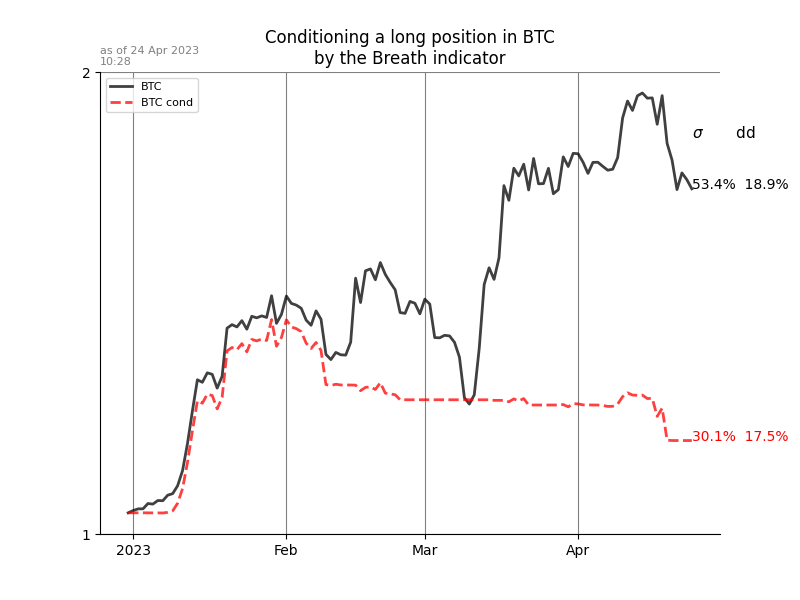 Conditioning a long position in BTC
by the Breath indicator
as of 24 Apr 2023
10:28
2
BTC
BTC cond
σ dd
53.4% 18.9%
30.1% 17.5%
1
2023 Feb Mar Apr